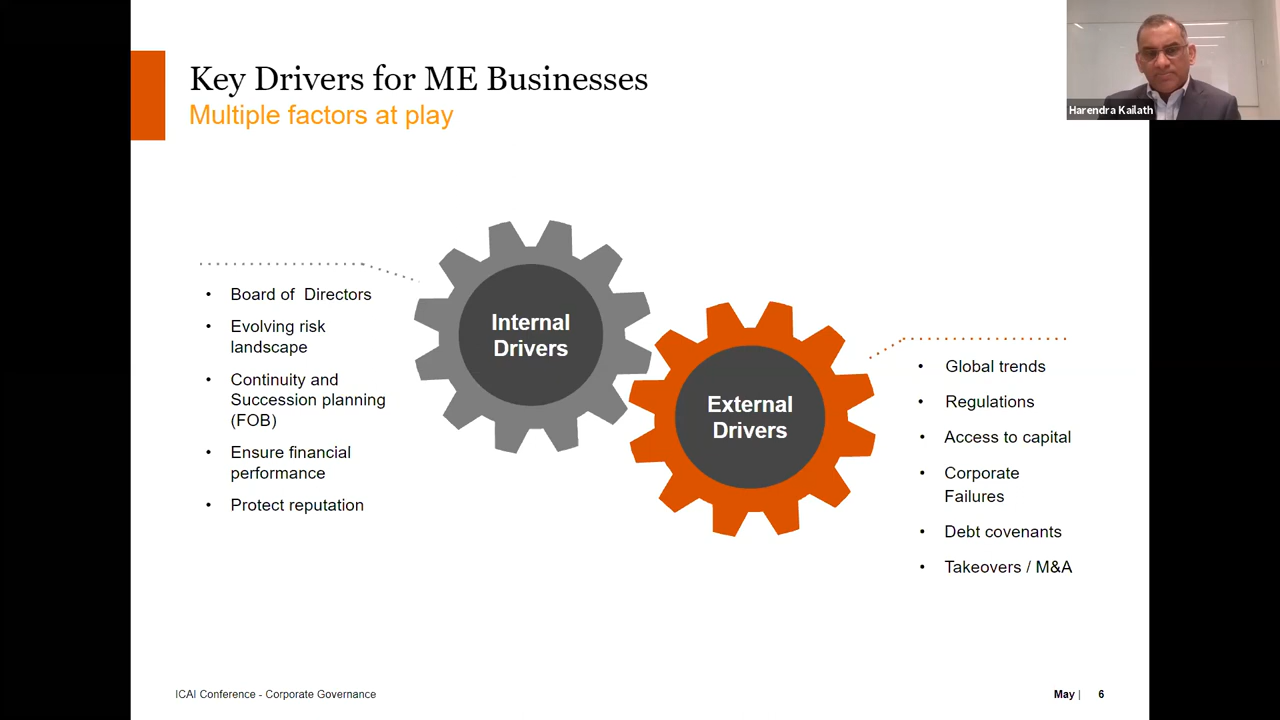 Key Drivers for ME Businesses
Multiple factors at play
Harendra Kailath
• Board of Directors
• Evolving risk
landscape
• Continuity and
Succession planning
(FOB)
• Ensure financial
performance
• Protect reputation
Internal
Drivers
External
Drivers
• Global trends
• Regulations
• Access to capital
• Corporate
Failures
• Debt covenants
• Takeovers / M&A
ICAI Conference - Corporate Governance
May | 6